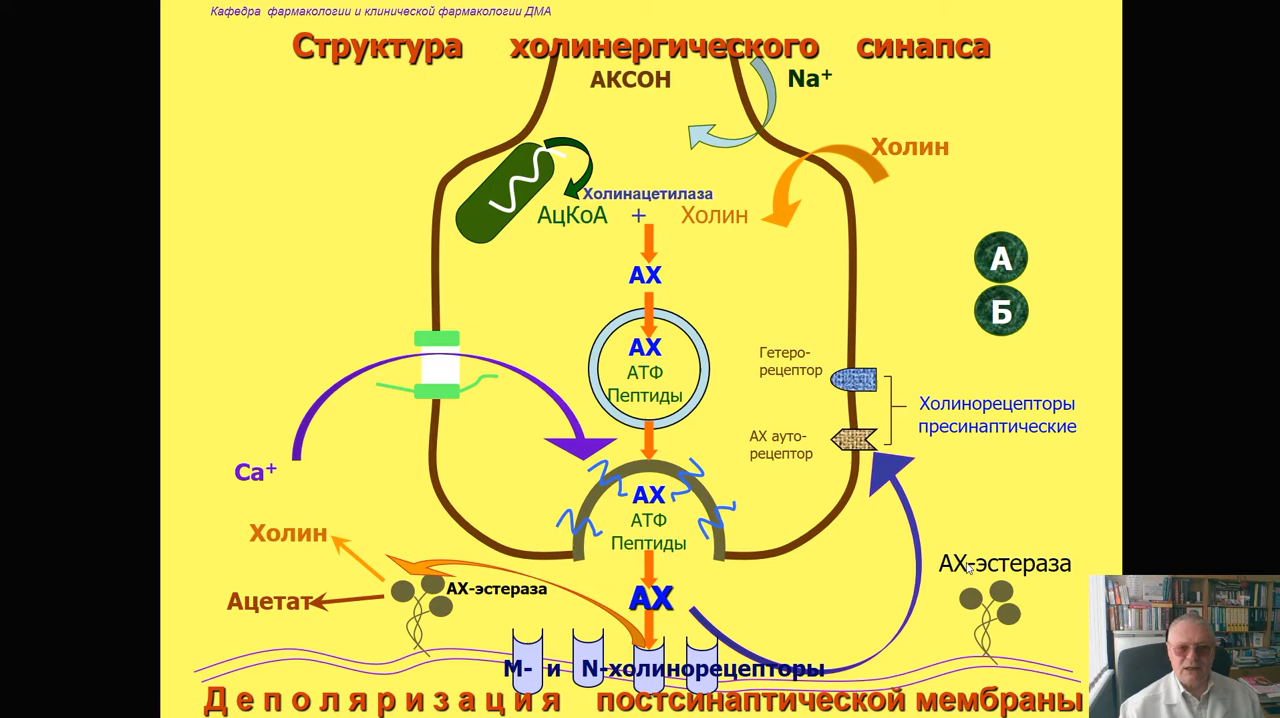 Кафедра фармакологии и клинической фармакологии ДМА
Структура холинергического синапса
АКСОН
Na+
Холин
Холинацетилаза
АцКоА + Холин
АХ
А
Б
АХ
АТФ
Пептиды
Гетеро-
рецептор
АХ ауто-
рецептор
Холинорецепторы
пресинаптические
Ca+
АХ
АТФ
Пептиды
Холин
Ацетат
АХ-эстераза
АХ
АХ-эстераза
М- и N-холинорецепторы
Деполяризация постсинаптической мембраны